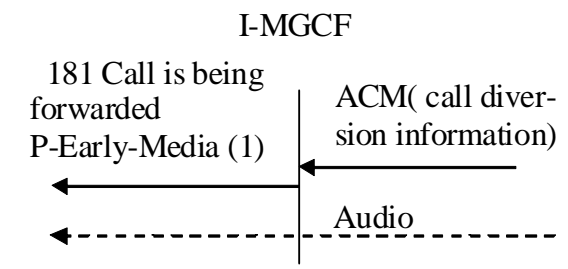 I-MGCF
181 Call is being
forwarded
P-Early-Media (1)
ACM( call diver-
sion information)
Audio